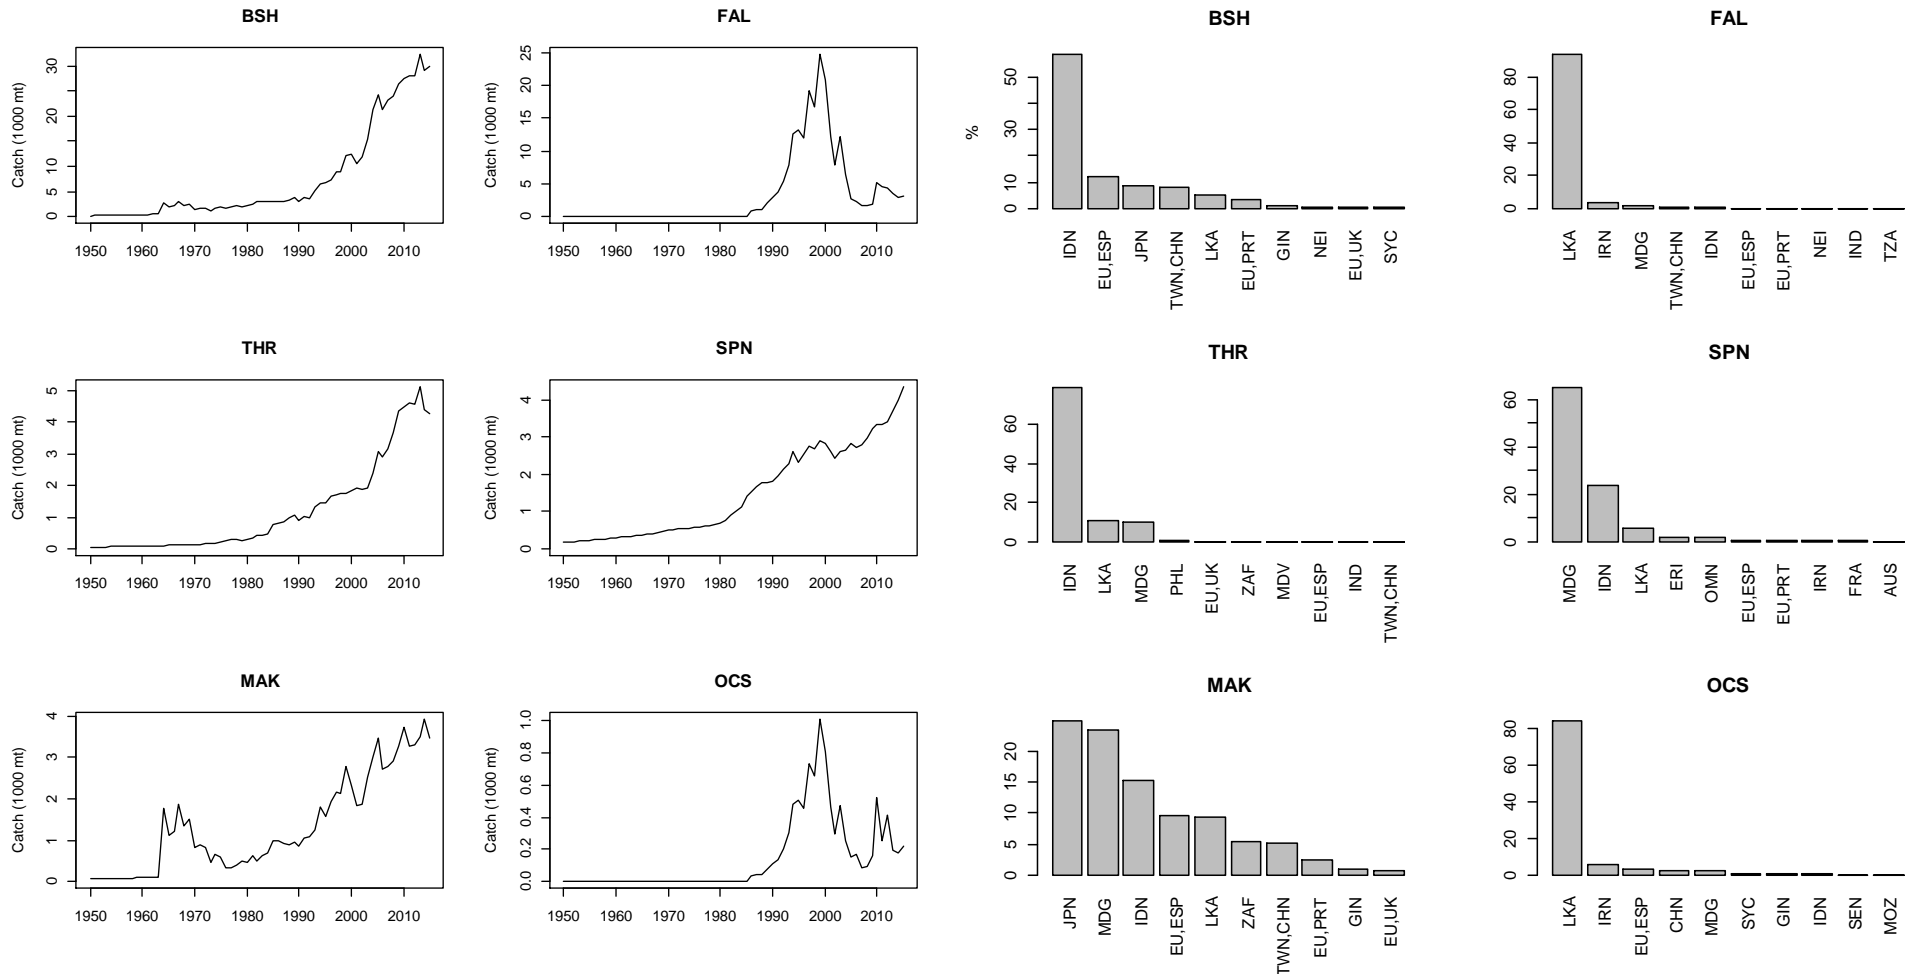 BSH
Catch (1000 mt)
0 5 10 20 30
1950 1960 1970 1980 1990 2000 2010
FAL
Catch (1000 mt)
0 5 10 15 20 25
1950 1960 1970 1980 1990 2000 2010
BSH
%
0 10 30 50
IDN
EU,ESP
JPN
TWN,CHN
LKA
EU,PRT
GIN
NEI
EU,UK
SYC
FAL
0 20 40 60 80
LKA
IRN
MDG
TWN,CHN
IDN
EU,ESP
EU,PRT
NEI
IND
TZA
THR
Catch (1000 mt)
0 1 2 3 4 5
1950 1960 1970 1980 1990 2000 2010
SPN
Catch (1000 mt)
0 1 2 3 4
1950 1960 1970 1980 1990 2000 2010
THR
0 20 40 60
IDN
LKA
MDG
PHL
EU,UK
ZAF
MDV
EU,ESP
IND
TWN,CHN
SPN
0 20 40 60
MDG
IDN
LKA
ERI
OMN
EU,ESP
EU,PRT
IRN
FRA
AUS
MAK
Catch (1000 mt)
0 1 2 3 4
1950 1960 1970 1980 1990 2000 2010
OCS
Catch (1000 mt)
0.0 0.2 0.4 0.6 0.8 1.0
1950 1960 1970 1980 1990 2000 2010
MAK
0 5 10 15 20
JPN
MDG
IDN
EU,ESP
LKA
ZAF
TWN,CHN
EU,PRT
GIN
EU,UK
OCS
0 20 40 60 80
LKA
IRN
EU,ESP
CHN
MDG
SYC
GIN
IDN
SEN
MOZ